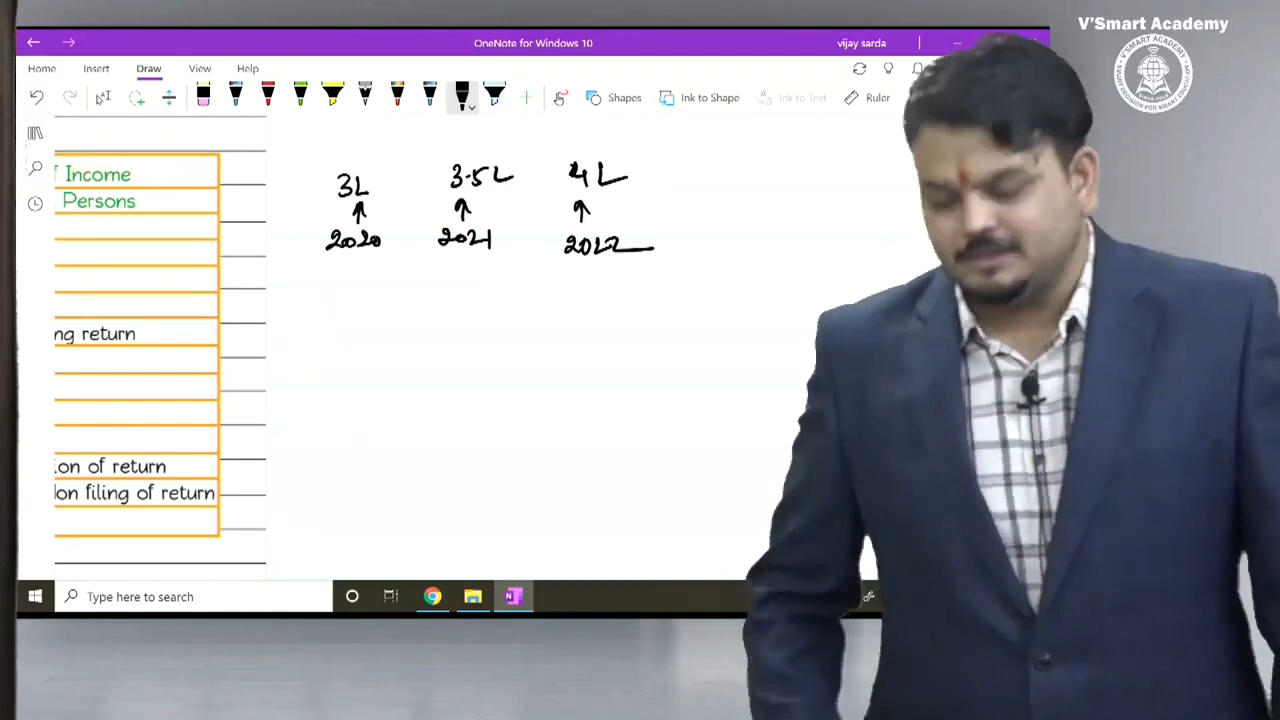 V'Smart Academy
OneNote for Windows 10
vijay sarda
Home Insert Draw View Help
Shapes Ink to Shape Ink to Text Ruler
Income
Persons
ng return
ion of return
on filing of return
3L 3.5L 4L
2020 2021 2022
Type here to search